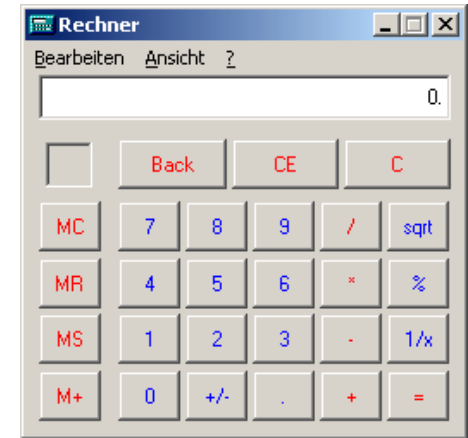 Rechner
Bearbeiten Ansicht ?
0.
Back CE C
MC 7 8 9 / sqrt
MR 4 5 6 * %
MS 1 2 3 - 1/x
M+ 0 +/- . + =